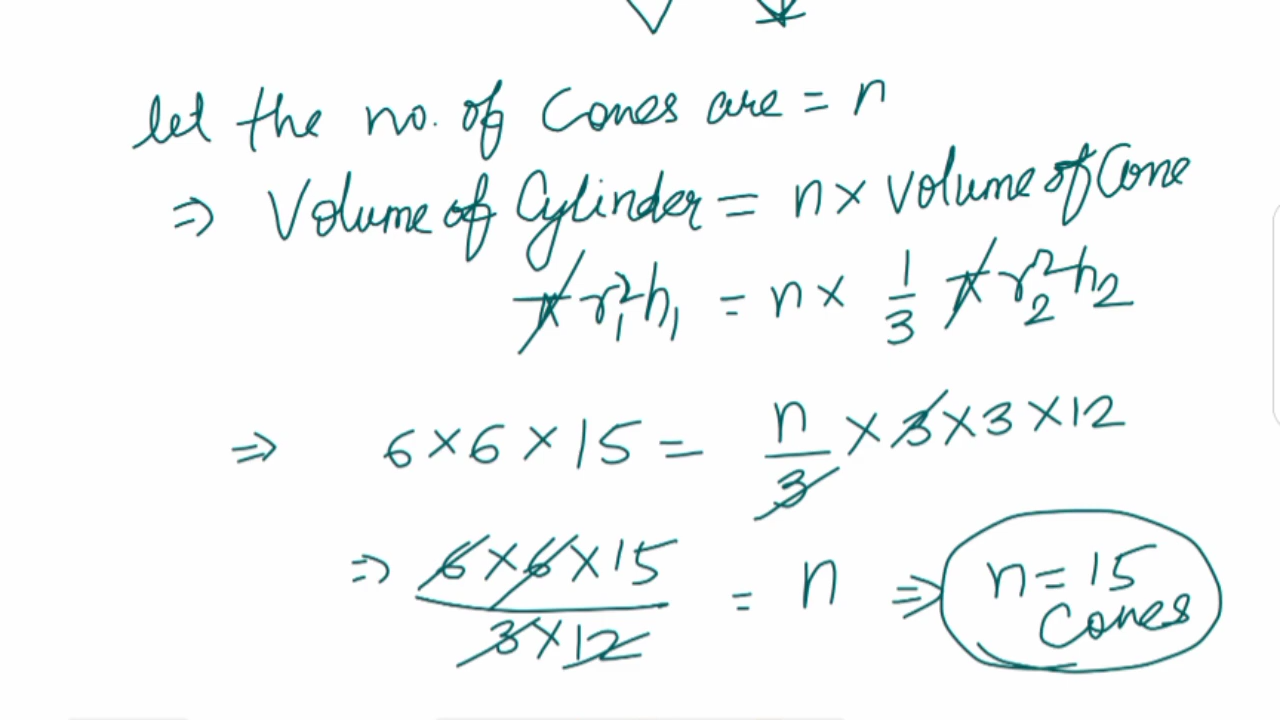 let the no. of Cones are = n
⇒ Volume of Cylinder = n × volume of Cone
πr₁²h₁ = n × 1/3 πr₂²h₂
⇒ 6×6×15 = n/3 ×3×3×12
⇒ 6×6×15/3×12 = n ⇒ n=15
Cones